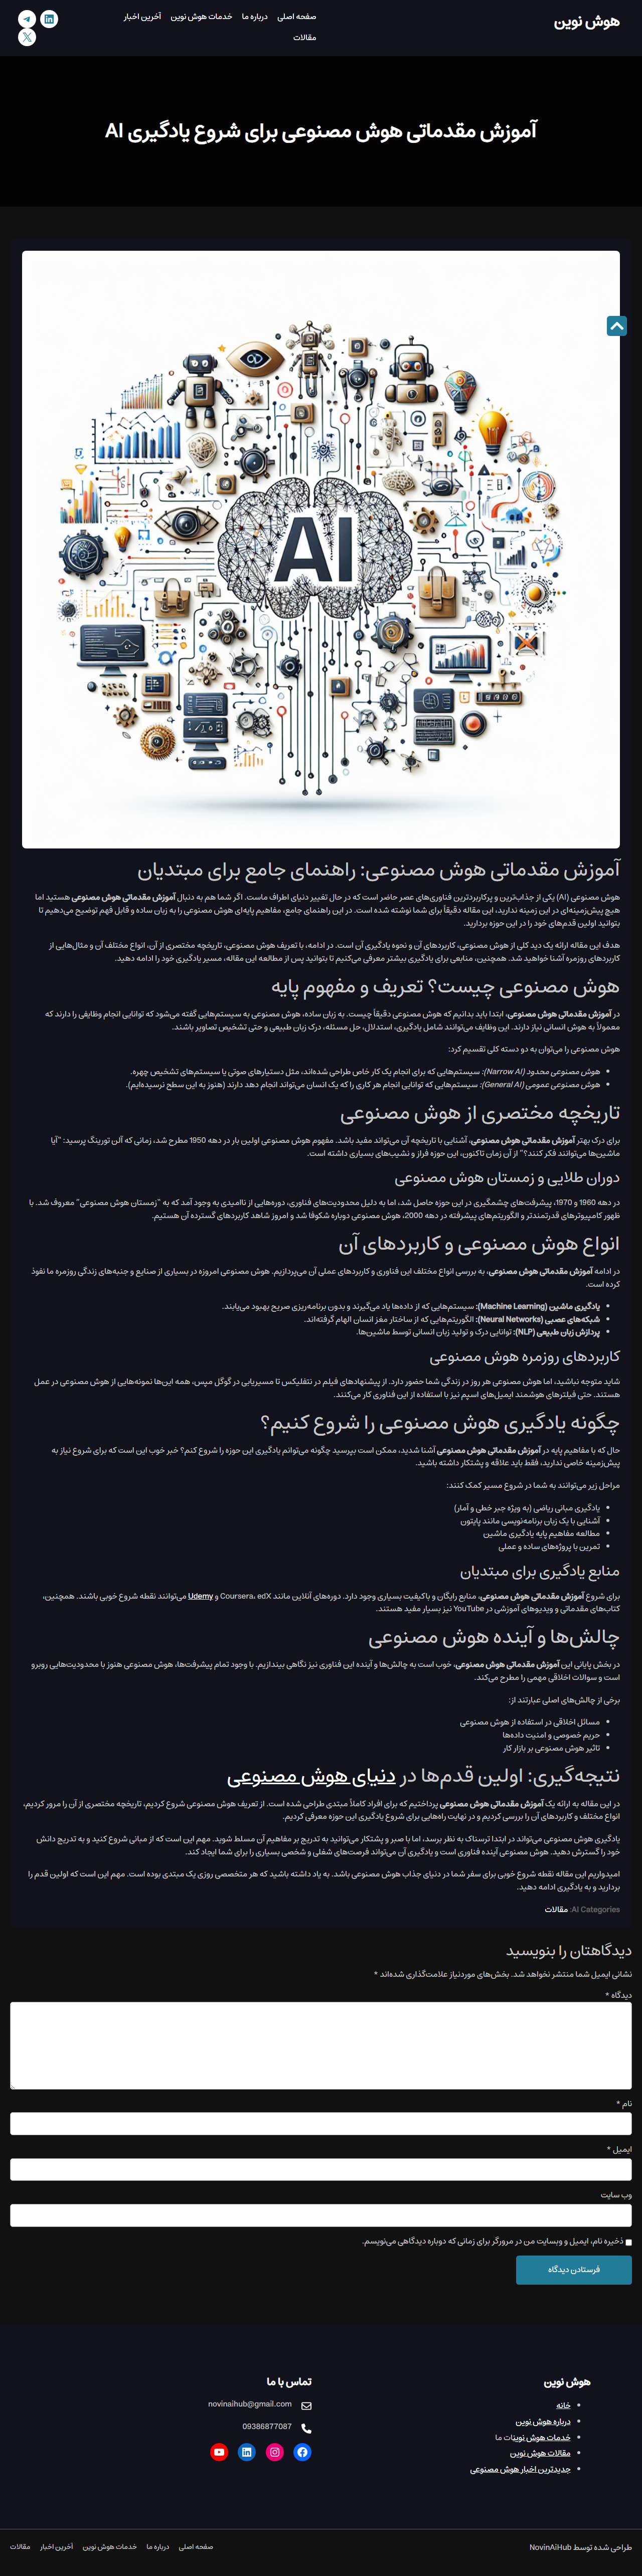 هوش نوین
صفحه اصلی درباره ما خدمات هوش نوین آخرین اخبار
مقالات
آموزش مقدماتی هوش مصنوعی برای شروع یادگیری AI
AI
آموزش مقدماتی هوش مصنوعی: راهنمای جامع برای مبتدیان
هوش مصنوعی (AI) یکی از جذاب‌ترین و پرکاربردترین فناوری‌های عصر حاضر است که در حال تغییر دنیای اطراف ماست. اگر شما هم به دنبال آموزش مقدماتی هوش مصنوعی هستید اما
هیچ پیش‌زمینه‌ای در این زمینه ندارید، این مقاله دقیقاً برای شما نوشته شده است. در این راهنمای جامع، مفاهیم پایه‌ای هوش مصنوعی را به زبان ساده و قابل فهم توضیح می‌دهیم تا
بتوانید اولین قدم‌های خود را در این حوزه بردارید.
هدف این مقاله ارائه یک دید کلی از هوش مصنوعی، کاربردهای آن و نحوه یادگیری آن است. در ادامه، با تعریف هوش مصنوعی، تاریخچه مختصری از آن، انواع مختلف آن و مثال‌هایی از
کاربردهای روزمره آشنا خواهید شد. همچنین، منابعی برای یادگیری بیشتر معرفی می‌کنیم تا بتوانید پس از مطالعه این مقاله، مسیر یادگیری خود را ادامه دهید.
هوش مصنوعی چیست؟ تعریف و مفهوم پایه
در آموزش مقدماتی هوش مصنوعی، ابتدا باید بدانیم که هوش مصنوعی دقیقاً چیست. به زبان ساده، هوش مصنوعی به سیستم‌هایی گفته می‌شود که توانایی انجام وظایفی را دارند که
معمولاً به هوش انسانی نیاز دارند. این وظایف می‌توانند شامل یادگیری، استدلال، حل مسئله، درک زبان طبیعی و حتی تشخیص تصاویر باشند.
هوش مصنوعی را می‌توان به دو دسته کلی تقسیم کرد:
هوش مصنوعی محدود (Narrow AI): سیستم‌هایی که برای انجام یک کار خاص طراحی شده‌اند، مثل دستیارهای صوتی یا سیستم‌های تشخیص چهره.
هوش مصنوعی عمومی (General AI): سیستم‌هایی که توانایی انجام هر کاری را که یک انسان می‌تواند انجام دهد دارند (هنوز به این سطح نرسیده‌ایم).
تاریخچه مختصری از هوش مصنوعی
برای درک بهتر آموزش مقدماتی هوش مصنوعی، آشنایی با تاریخچه آن می‌تواند مفید باشد. مفهوم هوش مصنوعی اولین بار در دهه 1950 مطرح شد، زمانی که آلن تورینگ پرسید: "آیا
ماشین‌ها می‌توانند فکر کنند؟" از آن زمان تاکنون، این حوزه فراز و نشیب‌های بسیاری داشته است.
دوران طلایی و زمستان هوش مصنوعی
در دهه 1960 و 1970، پیشرفت‌های چشمگیری در این حوزه حاصل شد، اما به دلیل محدودیت‌های فناوری، دوره‌هایی از ناامیدی به وجود آمد که به "زمستان هوش مصنوعی" معروف شد. با
ظهور کامپیوترهای قدرتمندتر و الگوریتم‌های پیشرفته در دهه 2000، هوش مصنوعی دوباره شکوفا شد و امروز شاهد کاربردهای گسترده آن هستیم.
انواع هوش مصنوعی و کاربردهای آن
در ادامه آموزش مقدماتی هوش مصنوعی، به بررسی انواع مختلف این فناوری و کاربردهای عملی آن می‌پردازیم. هوش مصنوعی امروزه در بسیاری از صنایع و جنبه‌های زندگی روزمره ما نفوذ
کرده است.
یادگیری ماشین (Machine Learning): سیستم‌هایی که از داده‌ها یاد می‌گیرند و بدون برنامه‌ریزی صریح بهبود می‌یابند.
شبکه‌های عصبی (Neural Networks): الگوریتم‌هایی که از ساختار مغز انسان الهام گرفته‌اند.
پردازش زبان طبیعی (NLP): توانایی درک و تولید زبان انسانی توسط ماشین‌ها.
کاربردهای روزمره هوش مصنوعی
شاید متوجه نباشید، اما هوش مصنوعی هر روز در زندگی شما حضور دارد. از پیشنهادهای فیلم در نتفلیکس تا مسیریابی در گوگل مپس، همه این‌ها نمونه‌هایی از هوش مصنوعی در عمل
هستند. حتی فیلترهای هوشمند ایمیل‌های اسپم نیز با استفاده از این فناوری کار می‌کنند.
چگونه یادگیری هوش مصنوعی را شروع کنیم؟
حال که با مفاهیم پایه در آموزش مقدماتی هوش مصنوعی آشنا شدید، ممکن است بپرسید چگونه می‌توانم یادگیری این حوزه را شروع کنم؟ خبر خوب این است که برای شروع نیاز به
پیش‌زمینه خاصی ندارید، فقط باید علاقه و پشتکار داشته باشید.
مراحل زیر می‌توانند به شما در شروع مسیر کمک کنند:
یادگیری مبانی ریاضی (به ویژه جبر خطی و آمار)
آشنایی با یک زبان برنامه‌نویسی مانند پایتون
مطالعه مفاهیم پایه یادگیری ماشین
تمرین با پروژه‌های ساده و عملی
منابع یادگیری برای مبتدیان
برای شروع آموزش مقدماتی هوش مصنوعی، منابع رایگان و باکیفیت بسیاری وجود دارد. دوره‌های آنلاین مانند Coursera، edX و Udemy می‌توانند نقطه شروع خوبی باشند. همچنین،
کتاب‌های مقدماتی و ویدیوهای آموزشی در YouTube نیز بسیار مفید هستند.
چالش‌ها و آینده هوش مصنوعی
در بخش پایانی این آموزش مقدماتی هوش مصنوعی، خوب است به چالش‌ها و آینده این فناوری نیز نگاهی بیندازیم. با وجود تمام پیشرفت‌ها، هوش مصنوعی هنوز با محدودیت‌هایی روبرو
است و سوالات اخلاقی مهمی را مطرح می‌کند.
برخی از چالش‌های اصلی عبارتند از:
مسائل اخلاقی در استفاده از هوش مصنوعی
حریم خصوصی و امنیت داده‌ها
تاثیر هوش مصنوعی بر بازار کار
نتیجه‌گیری: اولین قدم‌ها در دنیای هوش مصنوعی
در این مقاله به ارائه یک آموزش مقدماتی هوش مصنوعی پرداختیم که برای افراد کاملاً مبتدی طراحی شده است. از تعریف هوش مصنوعی شروع کردیم، تاریخچه مختصری از آن را مرور کردیم،
انواع مختلف و کاربردهای آن را بررسی کردیم و در نهایت راه‌هایی برای شروع یادگیری این حوزه معرفی کردیم.
یادگیری هوش مصنوعی می‌تواند در ابتدا ترسناک به نظر برسد، اما با صبر و پشتکار می‌توانید به تدریج بر مفاهیم آن مسلط شوید. مهم این است که از مبانی شروع کنید و به تدریج دانش
خود را گسترش دهید. هوش مصنوعی آینده فناوری است و یادگیری آن می‌تواند فرصت‌های شغلی و شخصی بسیاری را برای شما ایجاد کند.
امیدواریم این مقاله نقطه شروع خوبی برای سفر شما در دنیای جذاب هوش مصنوعی باشد. به یاد داشته باشید که هر متخصصی روزی یک مبتدی بوده است. مهم این است که اولین قدم را
بردارید و به یادگیری ادامه دهید.
AI Categories: مقالات
دیدگاهتان را بنویسید
نشانی ایمیل شما منتشر نخواهد شد. بخش‌های موردنیاز علامت‌گذاری شده‌اند *
دیدگاه *
نام *
ایمیل *
وب‌ سایت
ذخیره نام، ایمیل و وبسایت من در مرورگر برای زمانی که دوباره دیدگاهی می‌نویسم.
فرستادن دیدگاه
هوش نوین
خانه
درباره هوش نوین
خدمات هوش نوینات ما
مقالات هوش نوین
جدیدترین اخبار هوش مصنوعی
تماس با ما
novinaihub@gmail.com
09386877087
طراحی شده توسط NovinAiHub
صفحه اصلی درباره ما خدمات هوش نوین آخرین اخبار مقالات